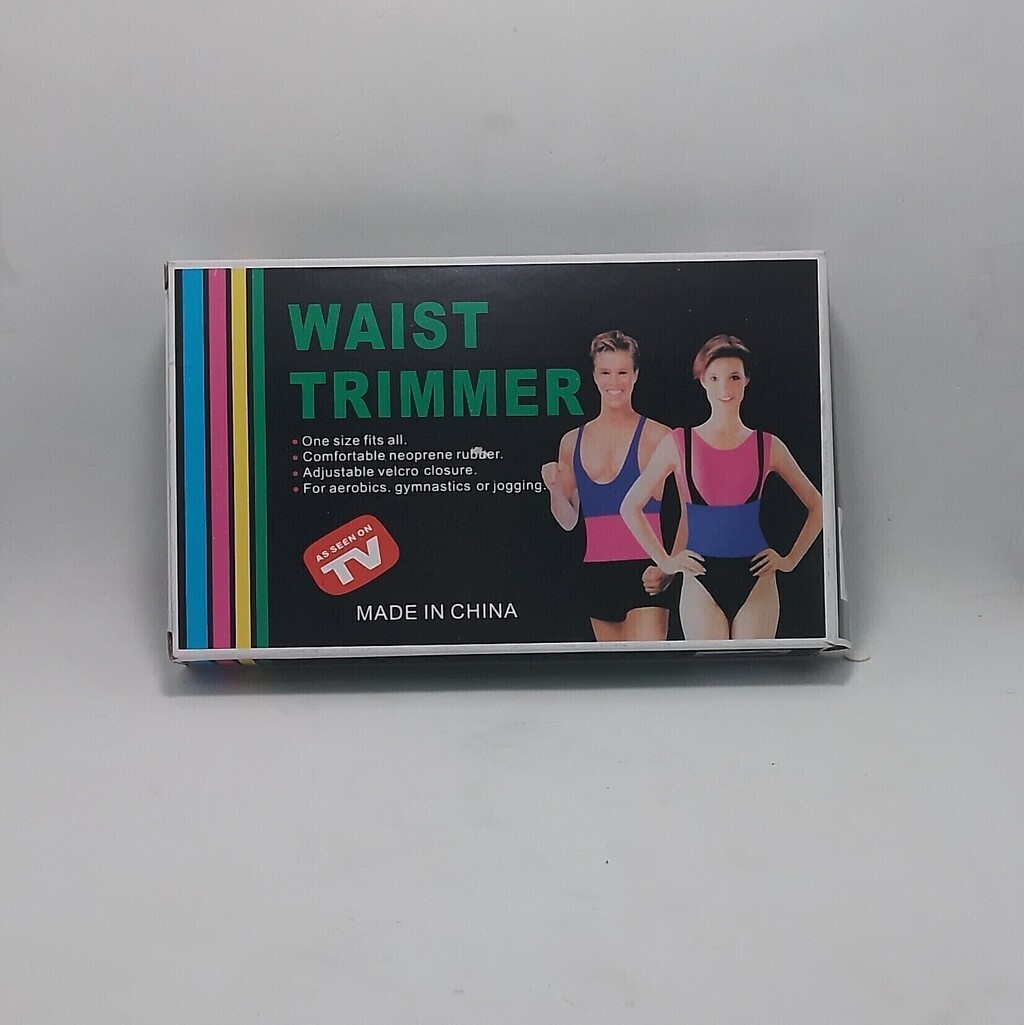 WAIST
TRIMMER
• One size fits all.
• Comfortable neoprene rubber.
• Adjustable velcro closure.
• For aerobics. gymnastics or jogging.
AS SEEN ON
TV
MADE IN CHINA